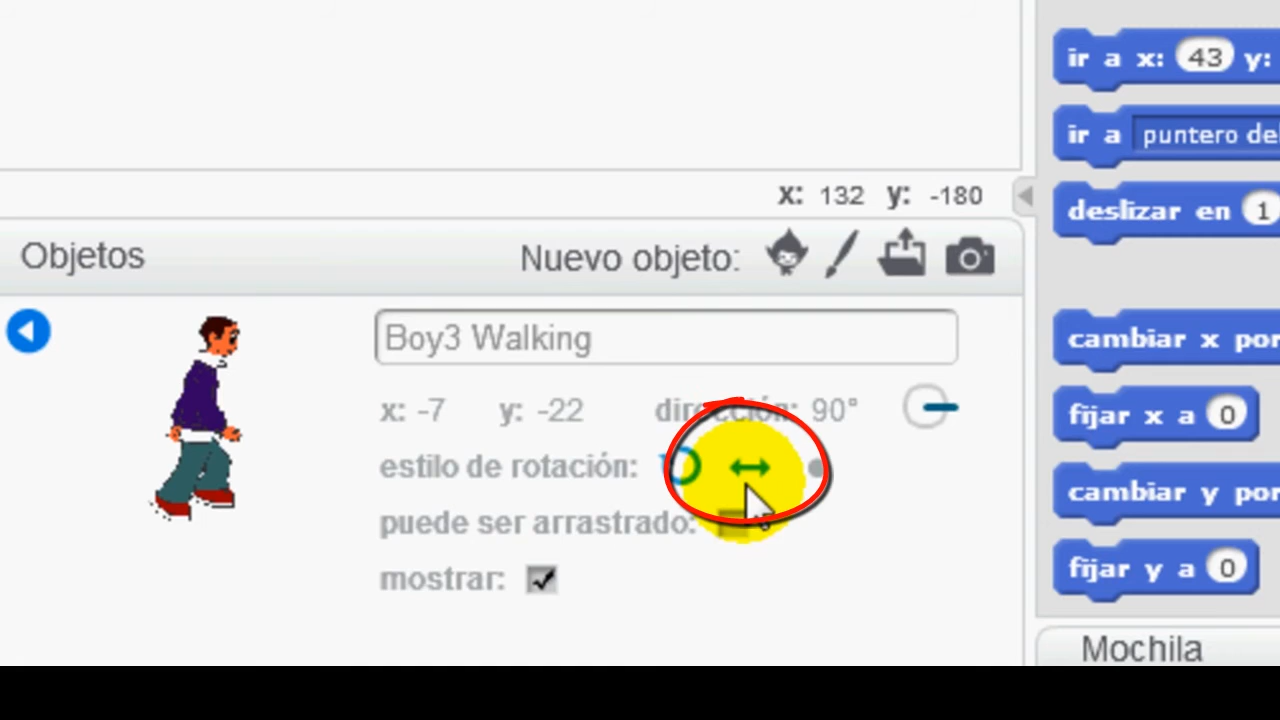 ir a x: 43 y:
ir a puntero de
x: 132 y: -180
deslizar en 1
Objetos
Nuevo objeto:
Boy3 Walking
cambiar x por
x: -7 y: -22 dirección: 90°
fijar x a 0
estilo de rotación:
cambiar y por
puede ser arrastrado:
mostrar:
fijar y a 0
Mochila